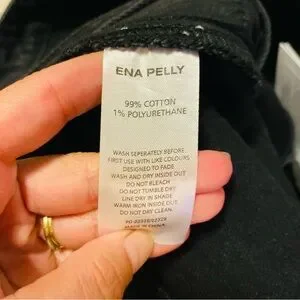 ENA PELLY
99% COTTON
1% POLYURETHANE
WASH SEPERATELY BEFORE
FIRST USE WITH LIKE COLOURS
DESIGNED TO FADE
WASH AND DRY INSIDE OUT
DO NOT BLEACH
DO NOT TUMBLE DRY
LINE DRY IN SHADE
WARM IRON INSIDE OUT
DO NOT DRY CLEAN.
MADE IN CHINA